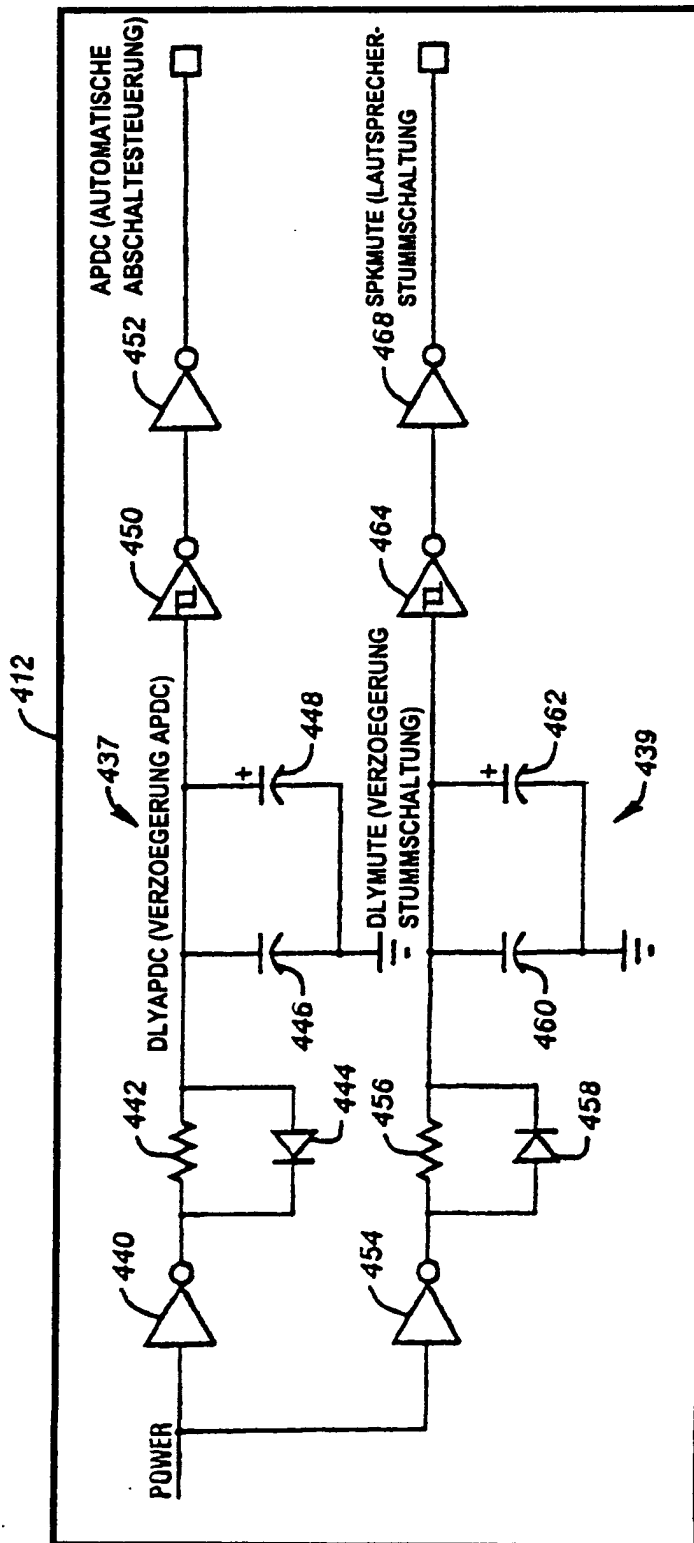 412
POWER
440
442
444
DLYAPDC (VERZOEGERUNG APDC)
437
446
448
450
452
APDC (AUTOMATISCHE
ABSCHALTESTEUERUNG)
454
456
458
DLYMUTE (VERZOEGERUNG
STUMMSCHALTUNG)
460
+
462
+
439
464
468
SPKMUTE (LAUTSPRECHER-
STUMMSCHALTUNG